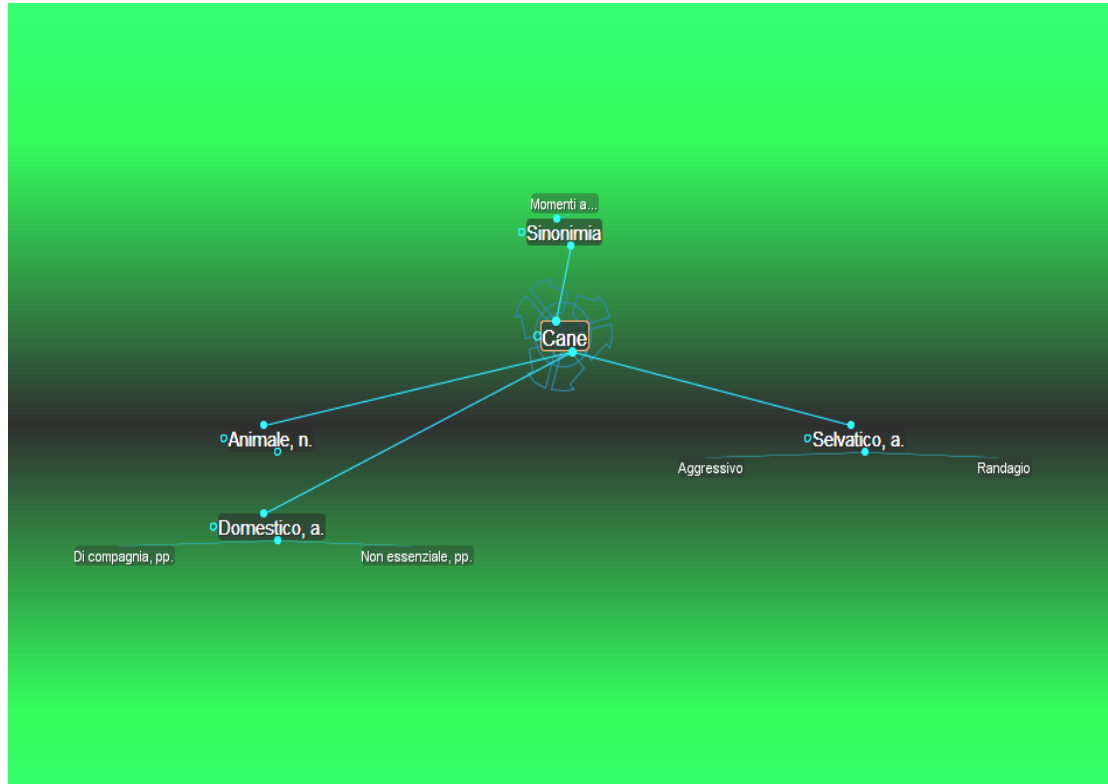 Momenti a...
Sinonimia
Cane
Animale, n.
Selvatico, a.
Aggressivo
Randagio
Domestico, a.
Di compagnia, pp.
Non essenziale, pp.